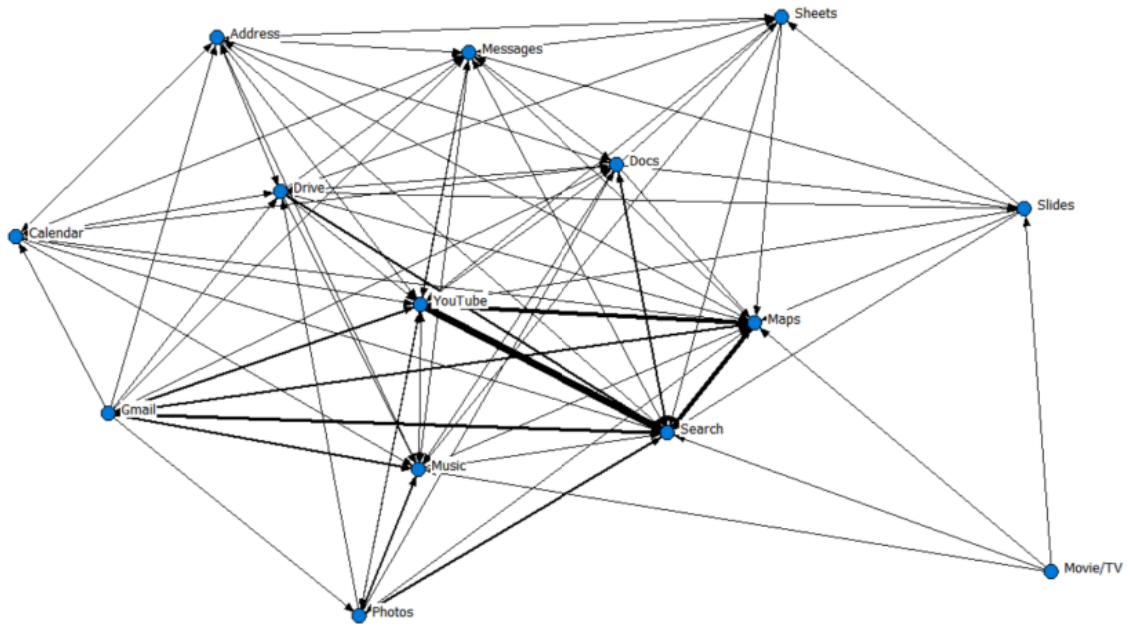 Sheets
Address
Messages
Docs
Drive
Slides
Calendar
YouTube
Maps
Gmail
Search
Music
Movie/TV
Photos